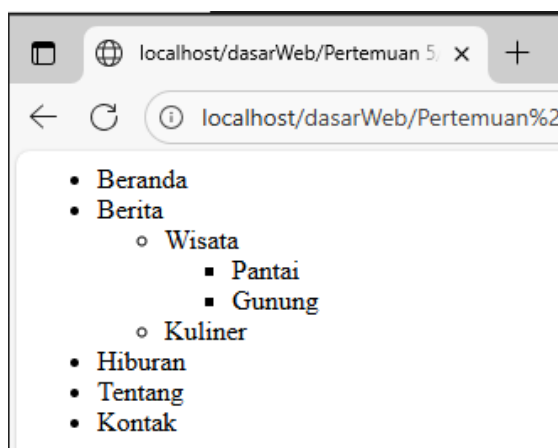 localhost/dasarWeb/Pertemuan 5
localhost/dasarWeb/Pertemuan%2
Beranda
Berita
Wisata
Pantai
Gunung
Kuliner
Hiburan
Tentang
Kontak